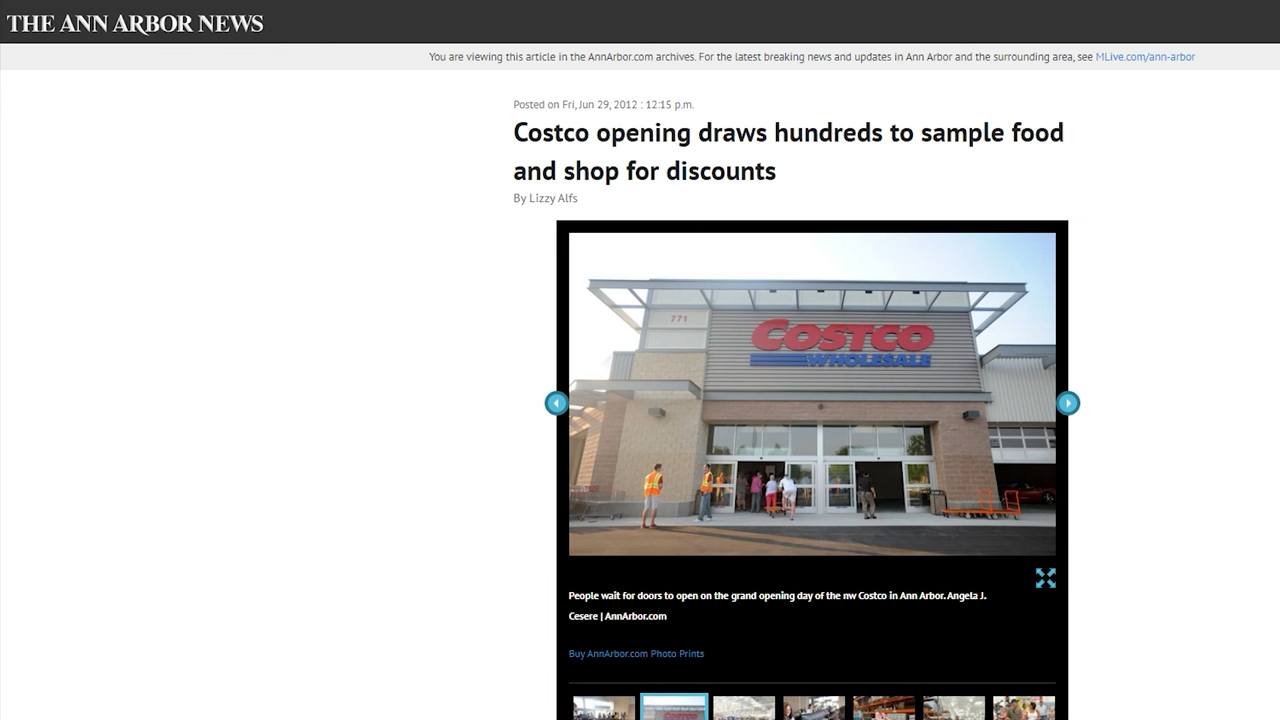 THE ANN ARBOR NEWS
You are viewing this article in the AnnArbor.com archives. For the latest breaking news and updates in Ann Arbor and the surrounding area, see MLive.com/ann-arbor
Posted on Fri, Jun 29, 2012 : 12:15 p.m.
Costco opening draws hundreds to sample food
and shop for discounts
By Lizzy Alfs
771
COSTCO
WHOLESALE
People wait for doors to open on the grand opening day of the nw Costco in Ann Arbor. Angela J.
Cesere | AnnArbor.com
Buy AnnArbor.com Photo Prints
COSTCO